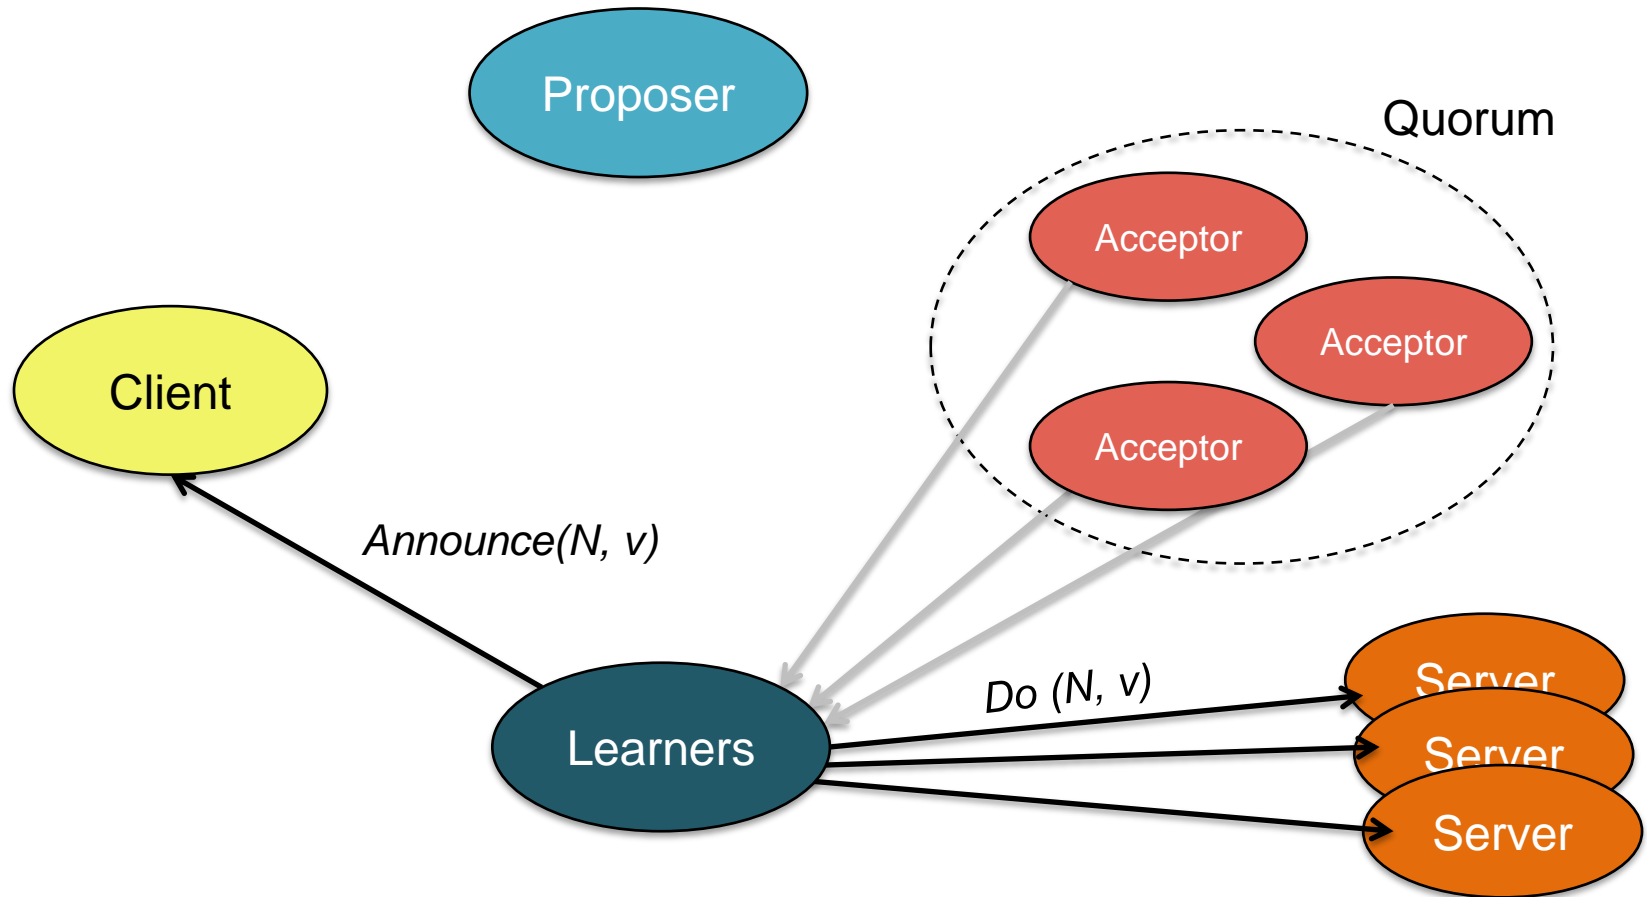 Proposer
Quorum
Acceptor
Acceptor
Client
Acceptor
Announce(N, v)
Do (N, v)
Server
Learners
Server
Server